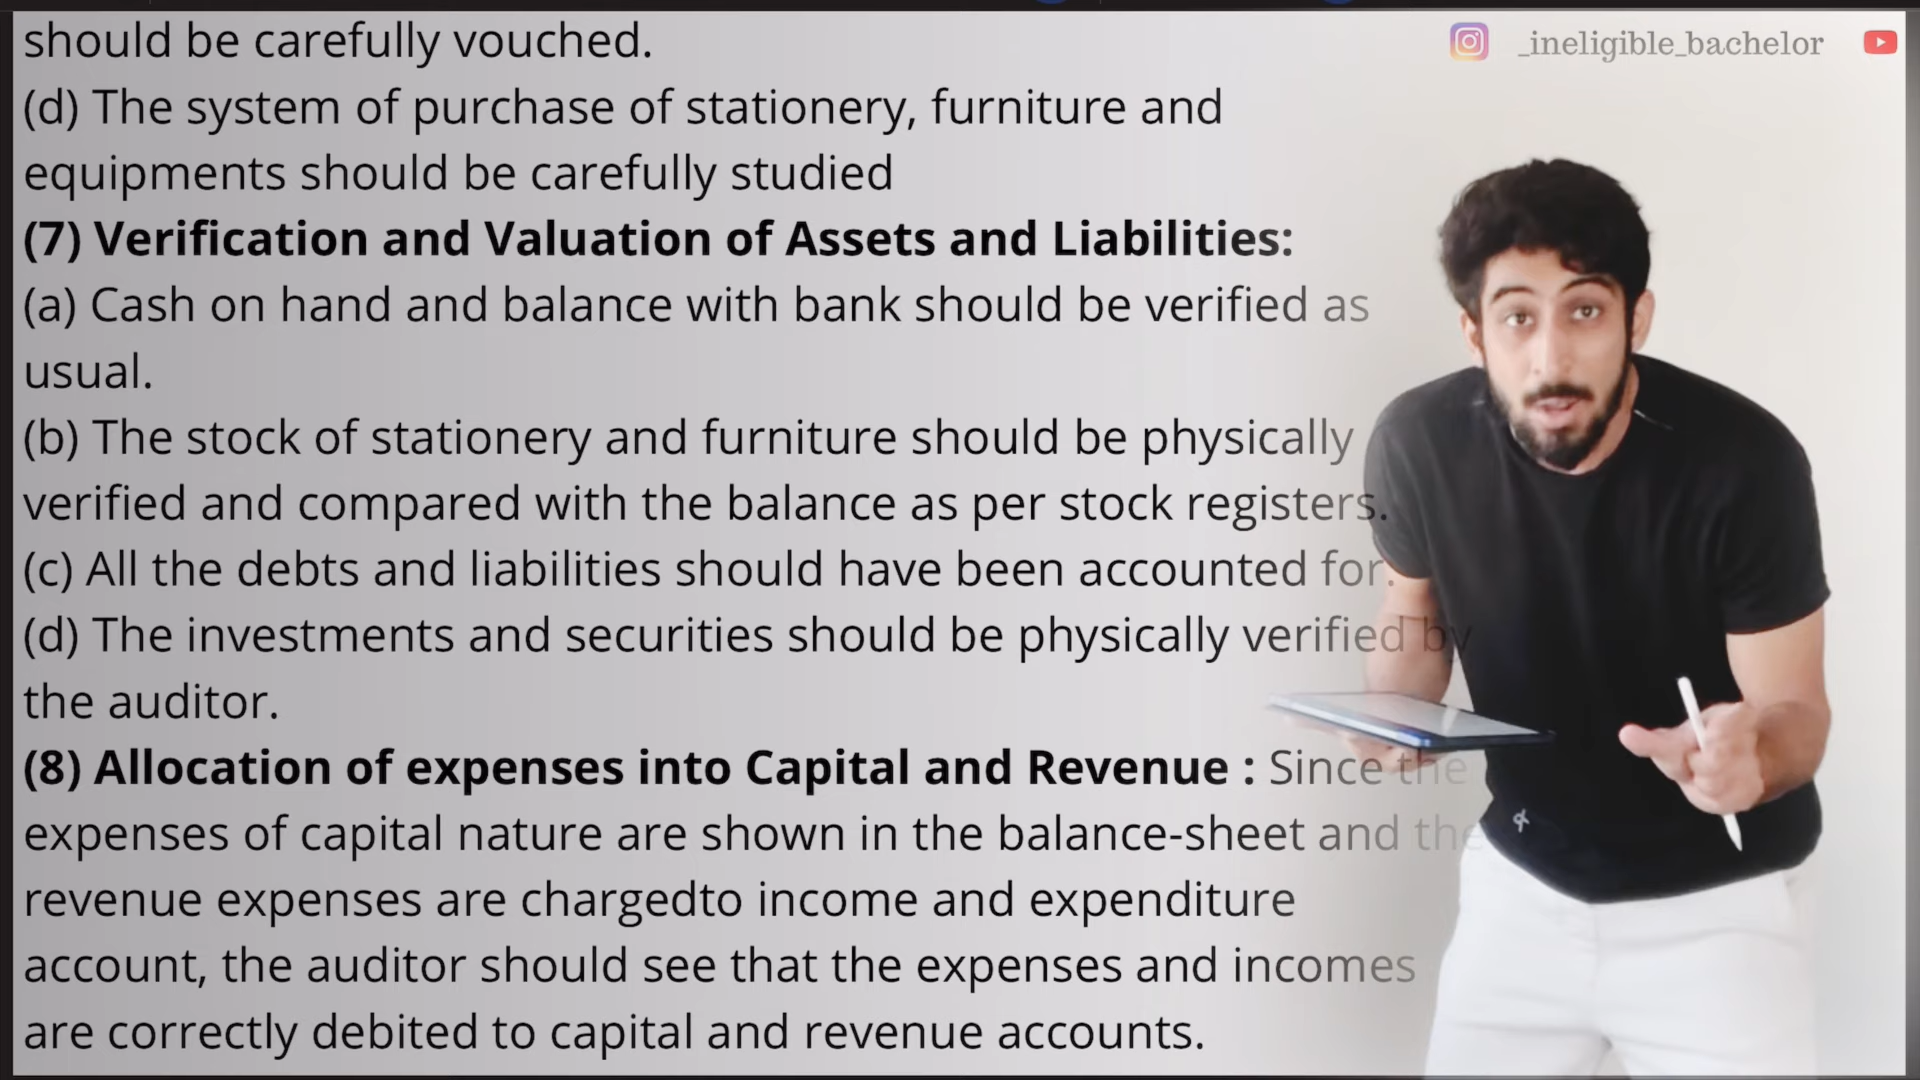 should be carefully vouched.
_ineligible_bachelor
(d) The system of purchase of stationery, furniture and
equipments should be carefully studied
(7) Verification and Valuation of Assets and Liabilities:
(a) Cash on hand and balance with bank should be verified as
usual.
(b) The stock of stationery and furniture should be physically
verified and compared with the balance as per stock registers.
(c) All the debts and liabilities should have been accounted for.
(d) The investments and securities should be physically verified by
the auditor.
(8) Allocation of expenses into Capital and Revenue : Since the
expenses of capital nature are shown in the balance-sheet and the
revenue expenses are chargedto income and expenditure
account, the auditor should see that the expenses and incomes
are correctly debited to capital and revenue accounts.